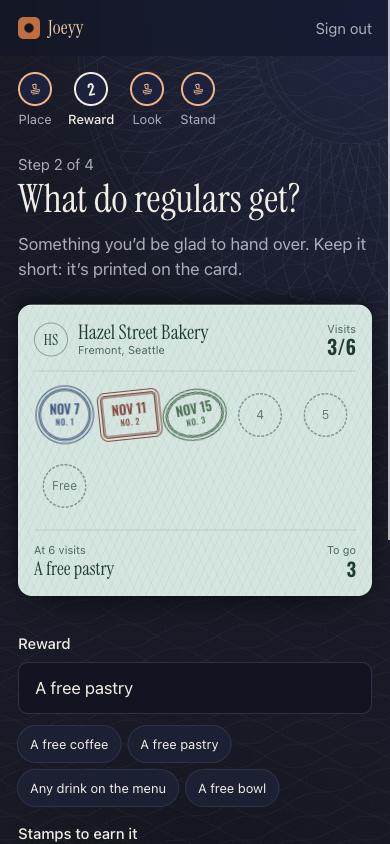 Joeyy
Sign out
2
Place
Reward
Look
Stand
Step 2 of 4
What do regulars get?
Something you’d be glad to hand over. Keep it
short: it’s printed on the card.
HS
Hazel Street Bakery
Fremont, Seattle
Visits
3/6
NOV 7
NO. 1
NOV 11
NO. 2
NOV 15
NO. 3
4
5
Free
At 6 visits
A free pastry
To go
3
Reward
A free pastry
A free coffee
A free pastry
Any drink on the menu
A free bowl
Stamps to earn it